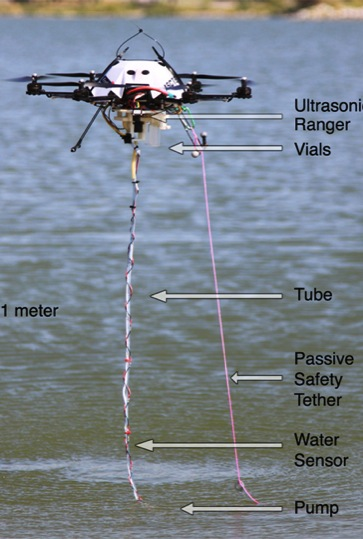 Ultrasonic
Ranger
Vials
Tube
1 meter
Passive
Safety
Tether
Water
Sensor
Pump